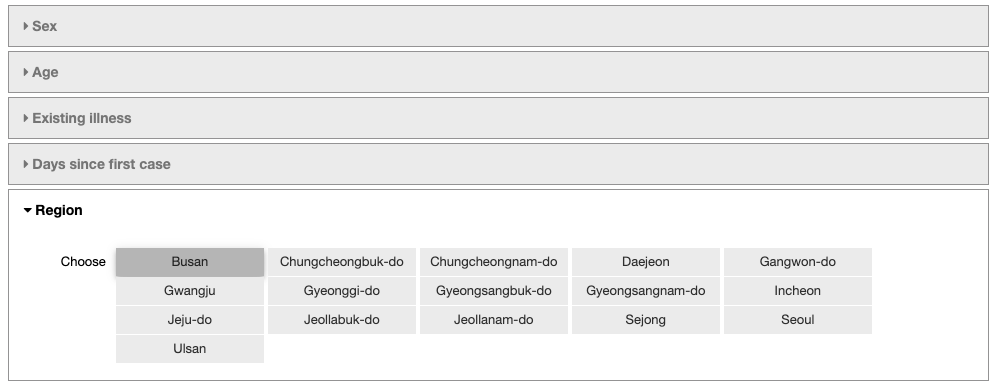 Sex
Age
Existing illness
Days since first case
Region
Choose Busan Chungcheongbuk-do Chungcheongnam-do Daejeon Gangwon-do
Gwangju Gyeonggi-do Gyeongsangbuk-do Gyeongsangnam-do Incheon
Jeju-do Jeollabuk-do Jeollanam-do Sejong Seoul
Ulsan